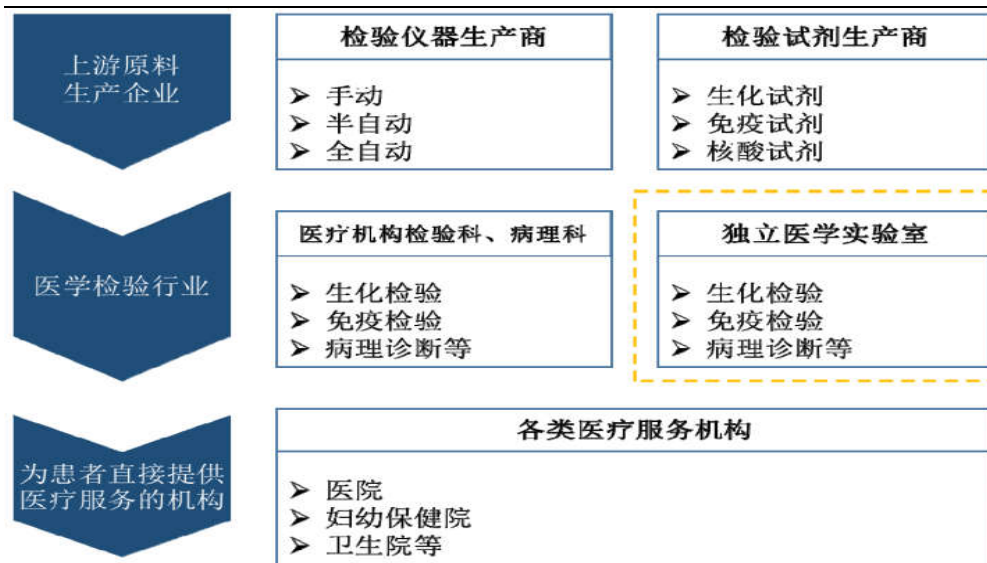 上游原料
生产企业
检验仪器生产商
➤ 手动
➤ 半自动
➤ 全自动
检验试剂生产商
➤ 生化试剂
➤ 免疫试剂
➤ 核酸试剂
医学检验行业
医疗机构检验科、病理科
➤ 生化检验
➤ 免疫检验
➤ 病理诊断等
独立医学实验室
➤ 生化检验
➤ 免疫检验
➤ 病理诊断等
为患者直接提供
医疗服务的机构
各类医疗服务机构
➤ 医院
➤ 妇幼保健院
➤ 卫生院等